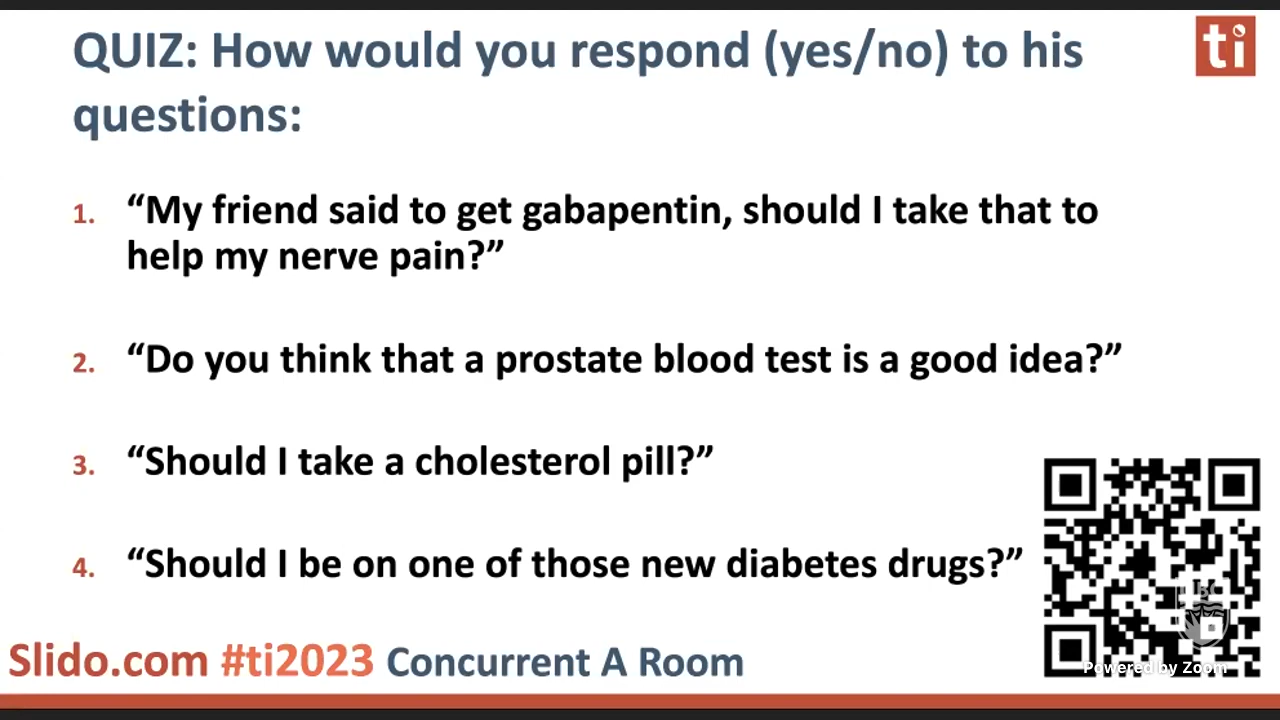 QUIZ: How would you respond (yes/no) to his
questions:
ti
1. “My friend said to get gabapentin, should I take that to
help my nerve pain?”
2. “Do you think that a prostate blood test is a good idea?”
3. “Should I take a cholesterol pill?”
4. “Should I be on one of those new diabetes drugs?”
Slido.com #ti2023 Concurrent A Room
Powered by Zoom